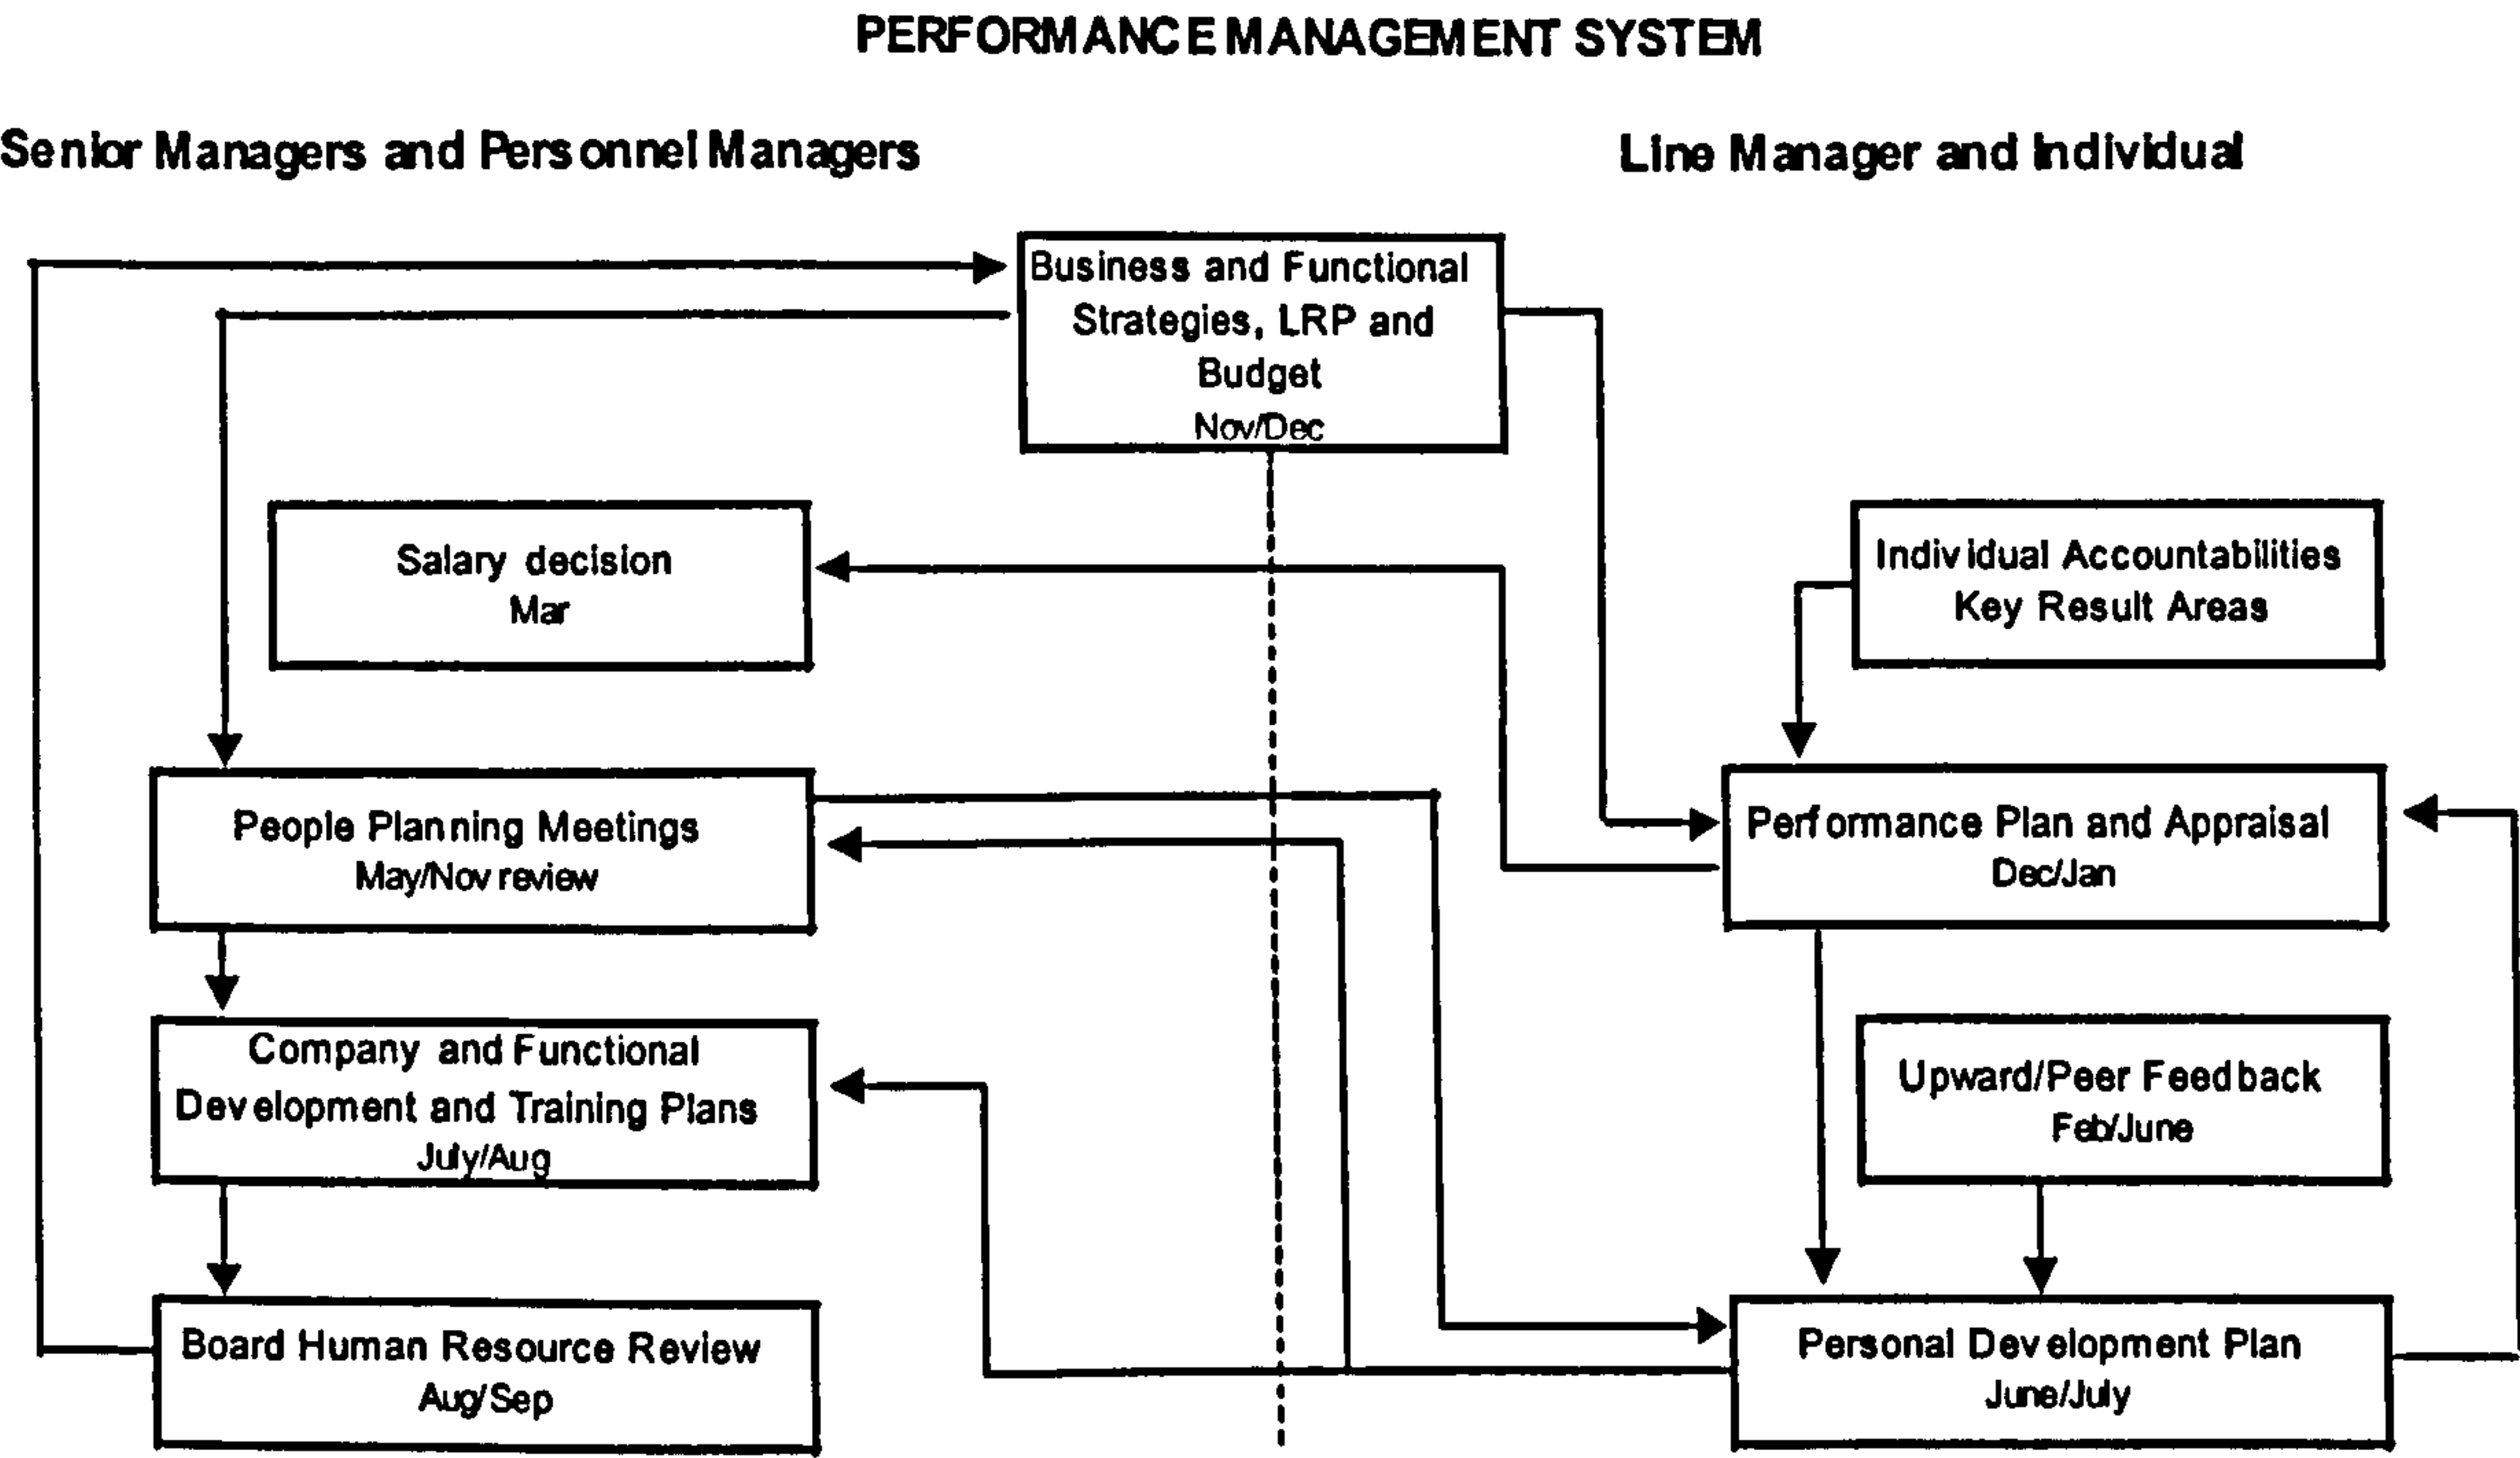 PERFORMANCE MANAGEMENT SYSTEM
Senior Managers and Personnel Managers
Line Manager and Individual
Business and Functional
Strategies, LRP and
Budget
Nov/Dec
Salary decision
Mar
Individual Accountabilities
Key Result Areas
People Planning Meetings
May/Nov review
Performance Plan and Appraisal
Dec/Jan
Company and Functional
Development and Training Plans
July/Aug
Upward/Peer Feedback
Feb/June
Board Human Resource Review
Aug/Sep
Personal Development Plan
June/July